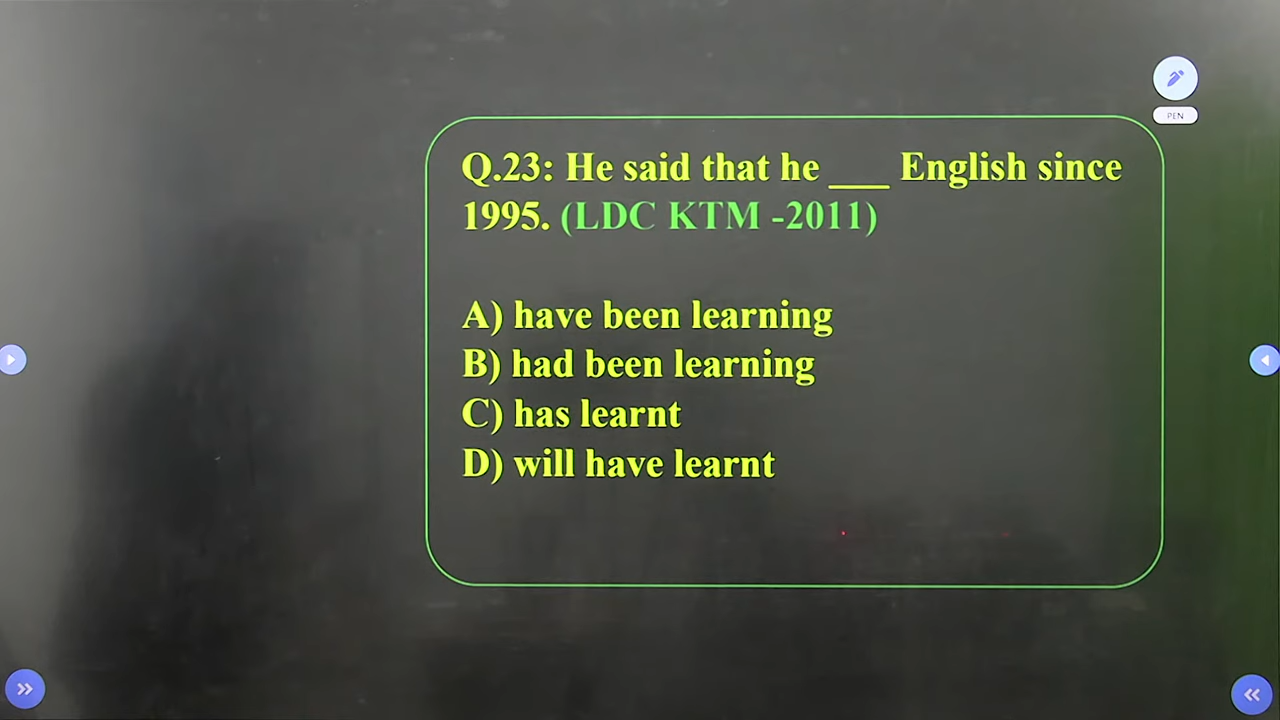 PEN
Q.23: He said that he ___ English since
1995. (LDC KTM -2011)
A) have been learning
B) had been learning
C) has learnt
D) will have learnt